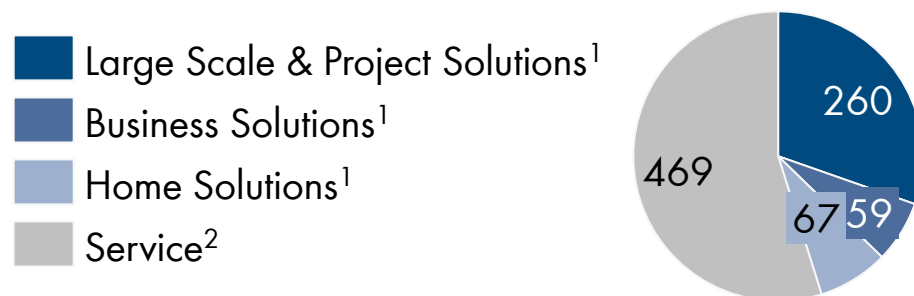 Large Scale & Project Solutions¹
Business Solutions¹
Home Solutions¹
Service²
260
59
67
469